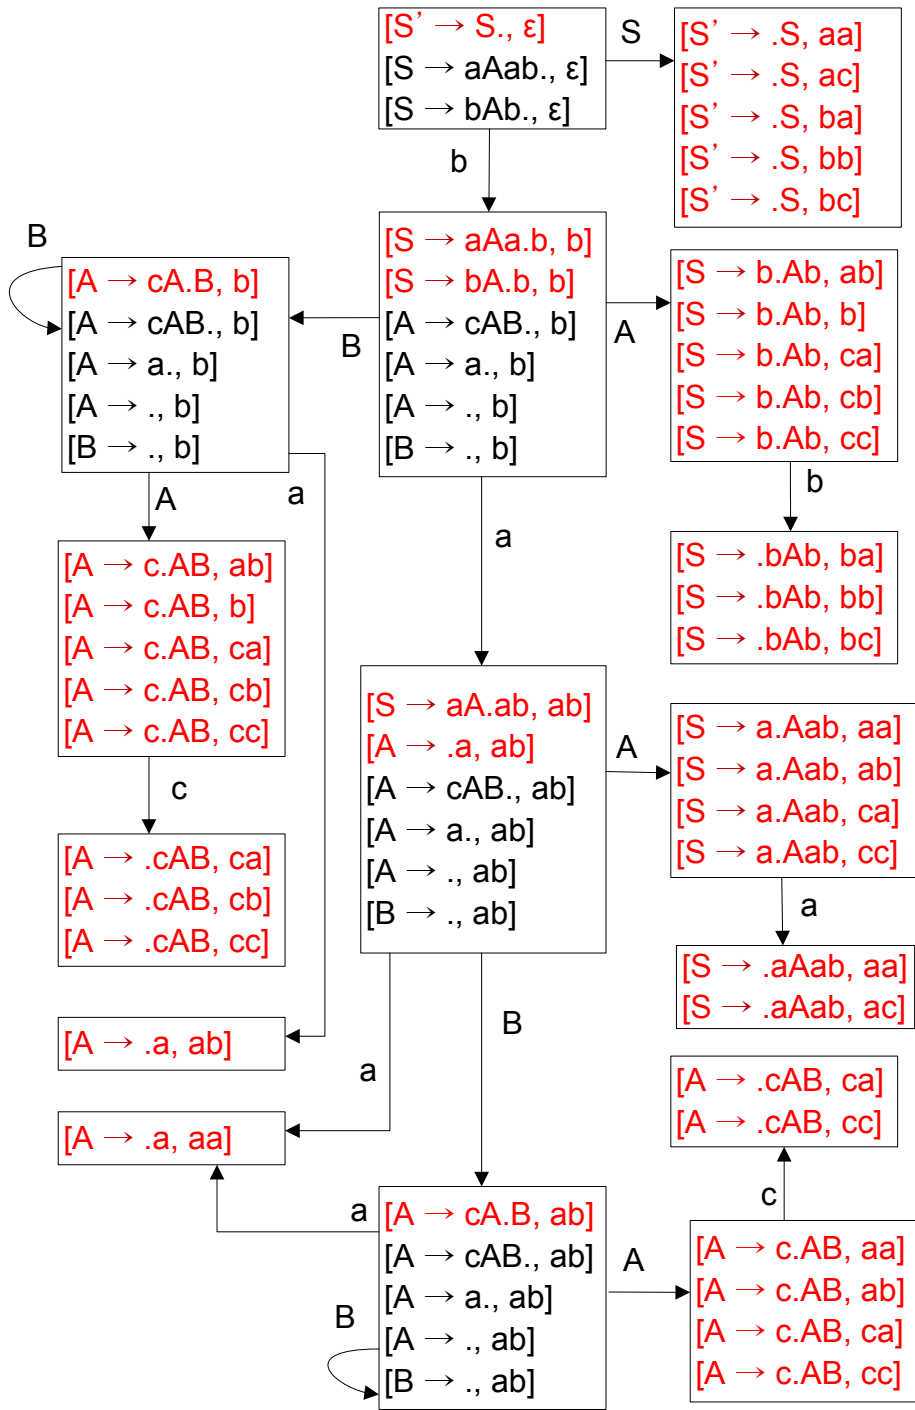 [S’ → S., ε]
[S → aAab., ε]
[S → bAb., ε]
S
[S’ → .S, aa]
[S’ → .S, ac]
[S’ → .S, ba]
[S’ → .S, bb]
[S’ → .S, bc]
b
B
[A → cA.B, b]
[A → cAB., b]
[A → a., b]
[A → ., b]
[B → ., b]
B
[S → aAa.b, b]
[S → bA.b, b]
[A → cAB., b]
[A → a., b]
[A → ., b]
[B → ., b]
A
[S → b.Ab, ab]
[S → b.Ab, b]
[S → b.Ab, ca]
[S → b.Ab, cb]
[S → b.Ab, cc]
A
a
a
b
[A → c.AB, ab]
[A → c.AB, b]
[A → c.AB, ca]
[A → c.AB, cb]
[A → c.AB, cc]
[S → .bAb, ba]
[S → .bAb, bb]
[S → .bAb, bc]
c
[S → aA.ab, ab]
[A → .a, ab]
[A → cAB., ab]
[A → a., ab]
[A → ., ab]
[B → ., ab]
A
[S → a.Aab, aa]
[S → a.Aab, ab]
[S → a.Aab, ca]
[S → a.Aab, cc]
[A → .cAB, ca]
[A → .cAB, cb]
[A → .cAB, cc]
a
[S → .aAab, aa]
[S → .aAab, ac]
[A → .a, ab]
a
B
[A → .a, aa]
[A → .cAB, ca]
[A → .cAB, cc]
a
B
[A → cA.B, ab]
[A → cAB., ab]
[A → a., ab]
[A → ., ab]
[B → ., ab]
A
c
[A → c.AB, aa]
[A → c.AB, ab]
[A → c.AB, ca]
[A → c.AB, cc]